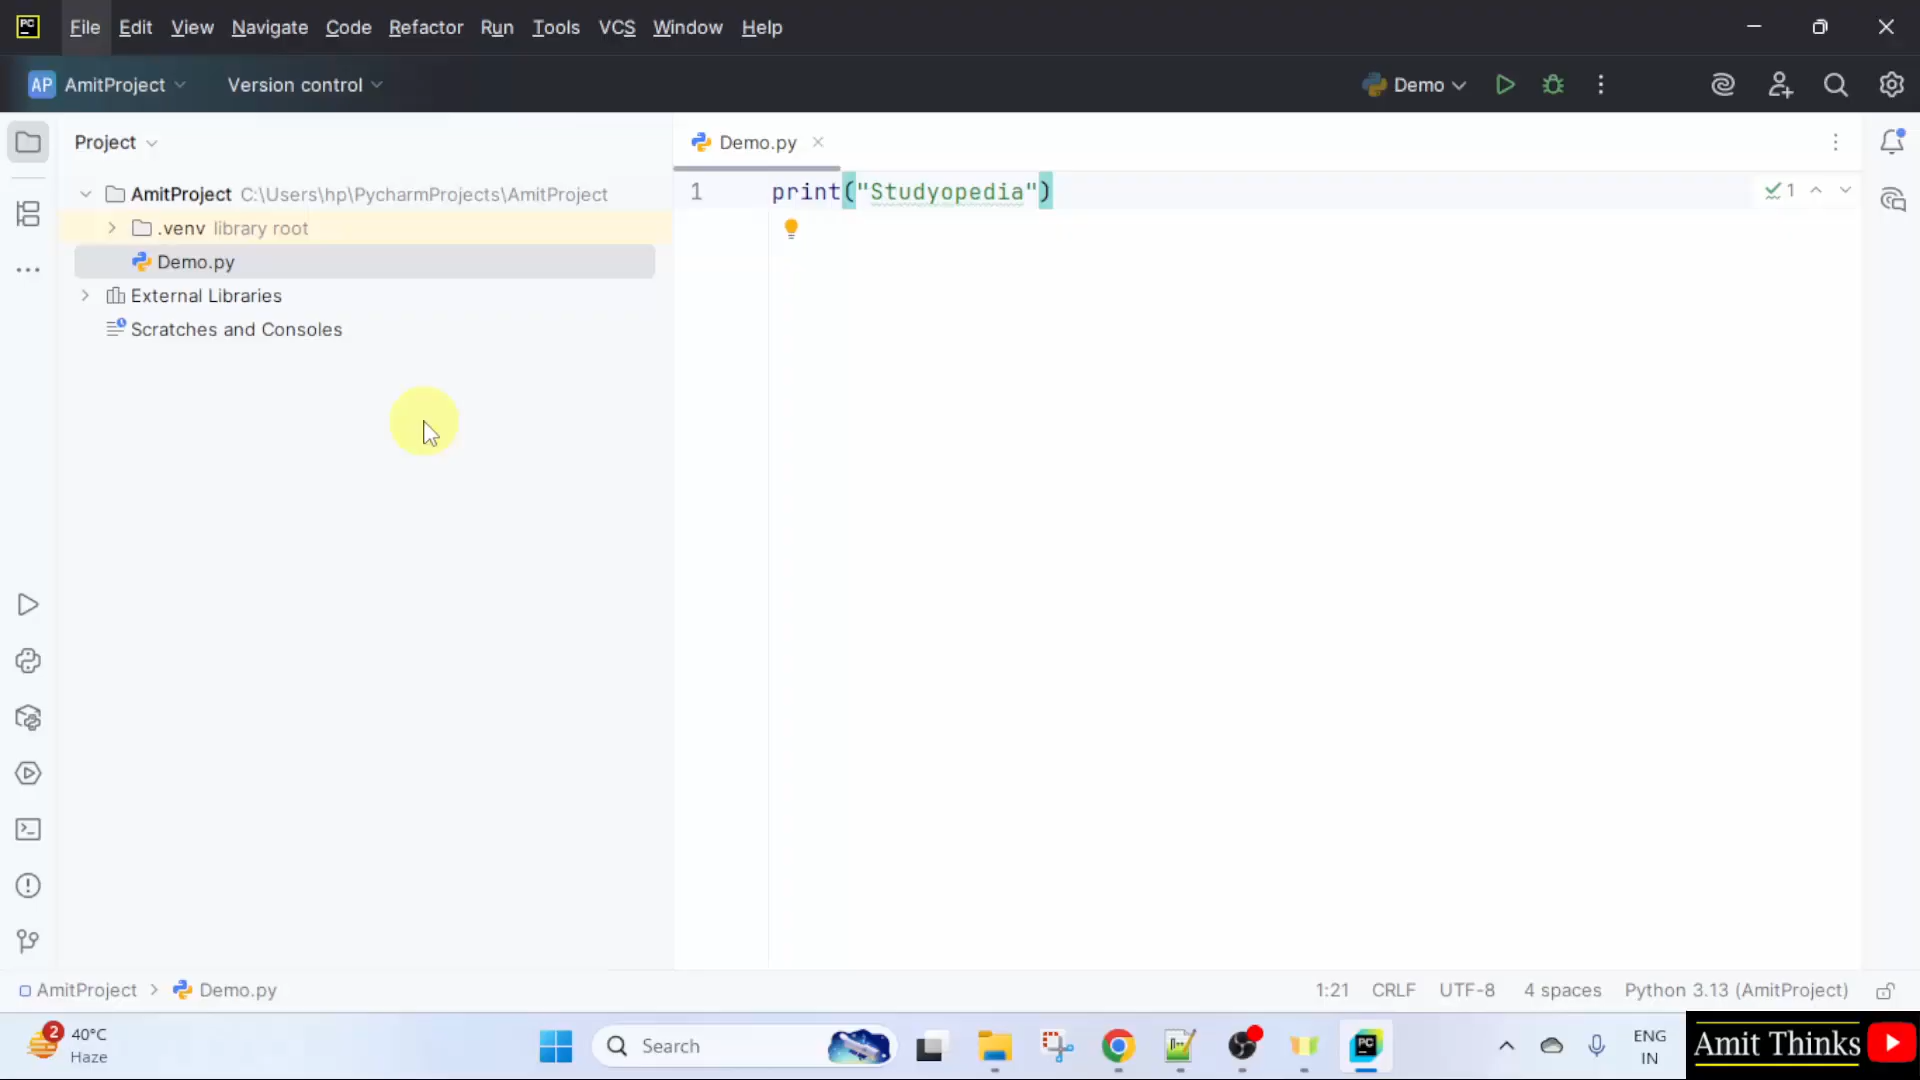 PC File Edit View Navigate Code Refactor Run Tools VCS Window Help
AP AmitProject Version control Demo
Project
Demo.py
AmitProject C:\Users\hp\PycharmProjects\AmitProject
1 print("Studyopedia") 1
.venv library root
Demo.py
External Libraries
Scratches and Consoles
AmitProject Demo.py 1:21 CRLF UTF-8 4 spaces Python 3.13 (AmitProject)
2 40°C
Haze
Search
PC
ENG
IN
Amit Thinks